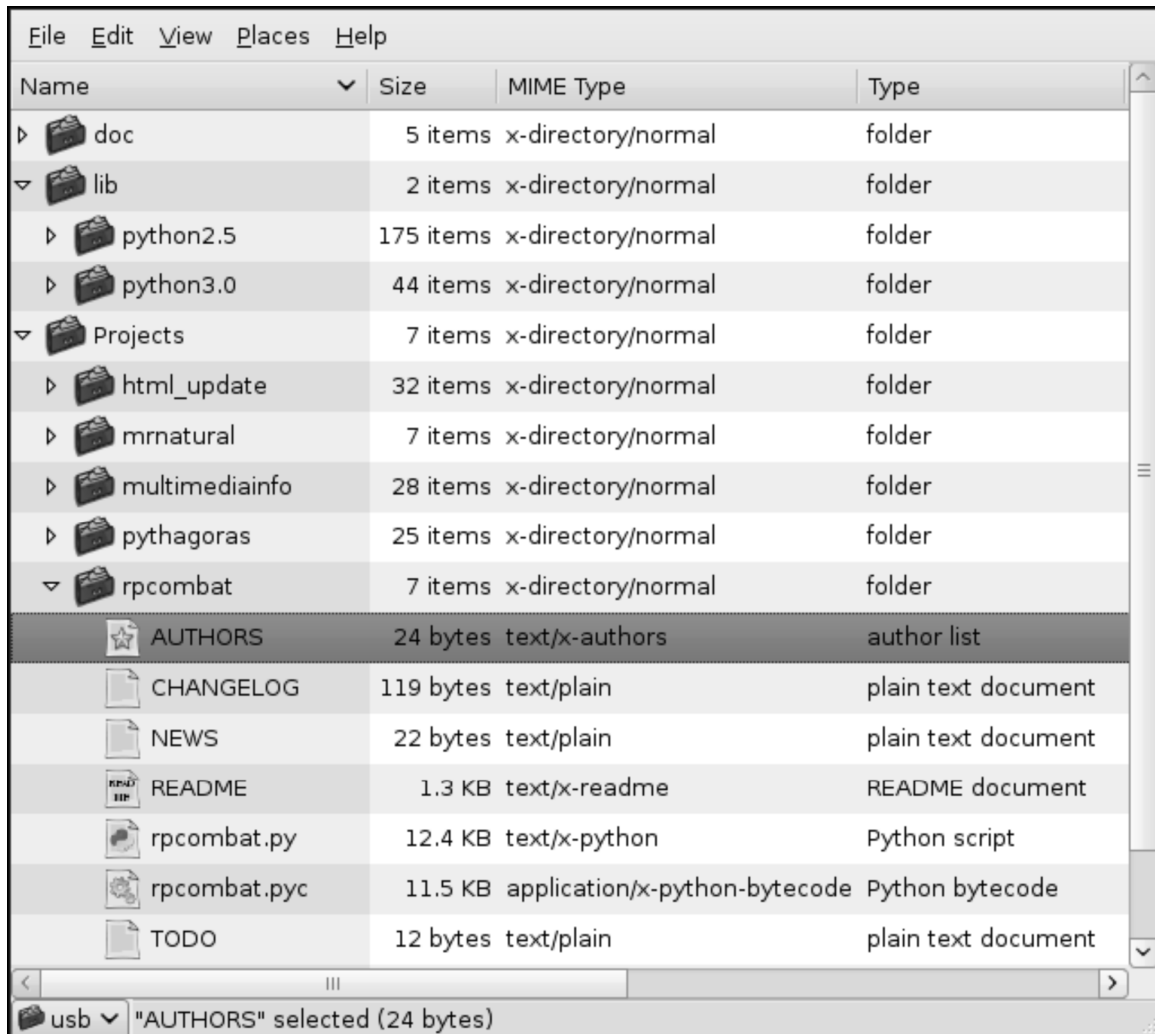 File Edit View Places Help
Name Size MIME Type Type
doc 5 items x-directory/normal folder
lib 2 items x-directory/normal folder
python2.5 175 items x-directory/normal folder
python3.0 44 items x-directory/normal folder
Projects 7 items x-directory/normal folder
html_update 32 items x-directory/normal folder
mrnatural 7 items x-directory/normal folder
multimediainfo 28 items x-directory/normal folder
pythagoras 25 items x-directory/normal folder
rpcombat 7 items x-directory/normal folder
AUTHORS 24 bytes text/x-authors author list
CHANGELOG 119 bytes text/plain plain text document
NEWS 22 bytes text/plain plain text document
README 1.3 KB text/x-readme README document
rpcombat.py 12.4 KB text/x-python Python script
rpcombat.pyc 11.5 KB application/x-python-bytecode Python bytecode
TODO 12 bytes text/plain plain text document
usb "AUTHORS" selected (24 bytes)